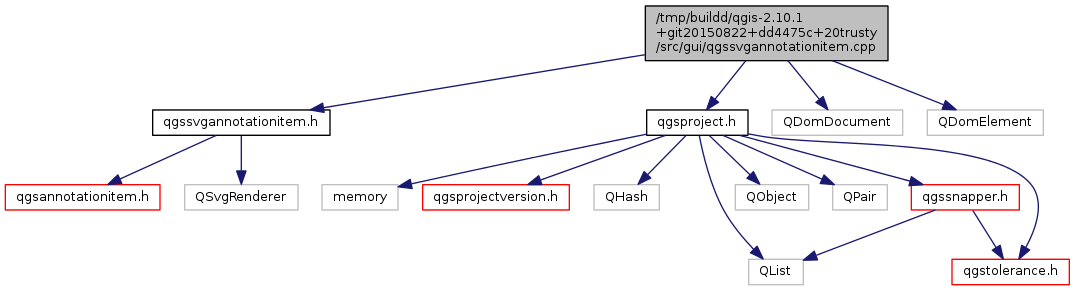 /tmp/buildd/qgis-2.10.1
+git20150822+dd4475c+20trusty
/src/gui/qgssvgannotationitem.cpp
qgssvgannotationitem.h
qgsproject.h
QDomDocument
QDomElement
qgsannotationitem.h
QSvgRenderer
memory
qgsprojectversion.h
QHash
QObject
QPair
qgssnapper.h
QList
qgstolerance.h